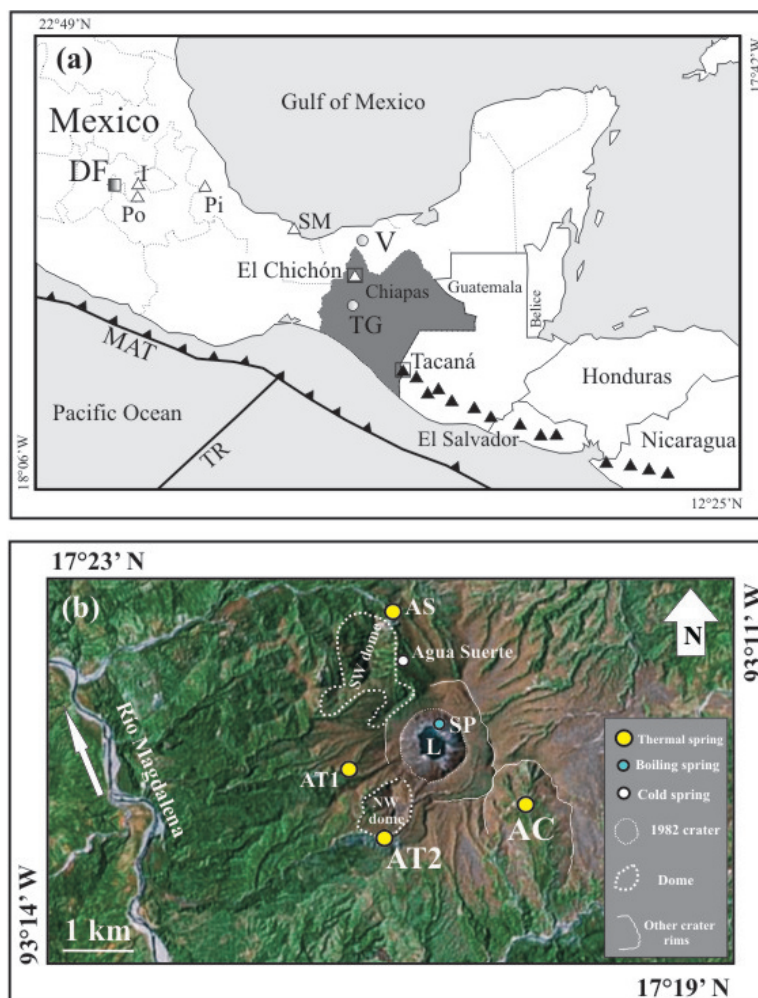 22°49'N
17°42'W
(a)
Gulf of Mexico
Mexico
DF
I
Po
Pi
SM
V
El Chichón
Chiapas
Guatemala
Belice
TG
MAT
Tacaná
Honduras
Pacific Ocean
El Salvador
Nicaragua
TR
18°06'W
12°25'N
17°23' N
(b)
AS
93°11' W
N
SW dome
Agua Suerte
SP
L
Río Magdalena
AT1
NW
dome
AC
AT2
Thermal spring
Boiling spring
Cold spring
1982 crater
Dome
Other crater
rims
93°14' W
1 km
17°19' N